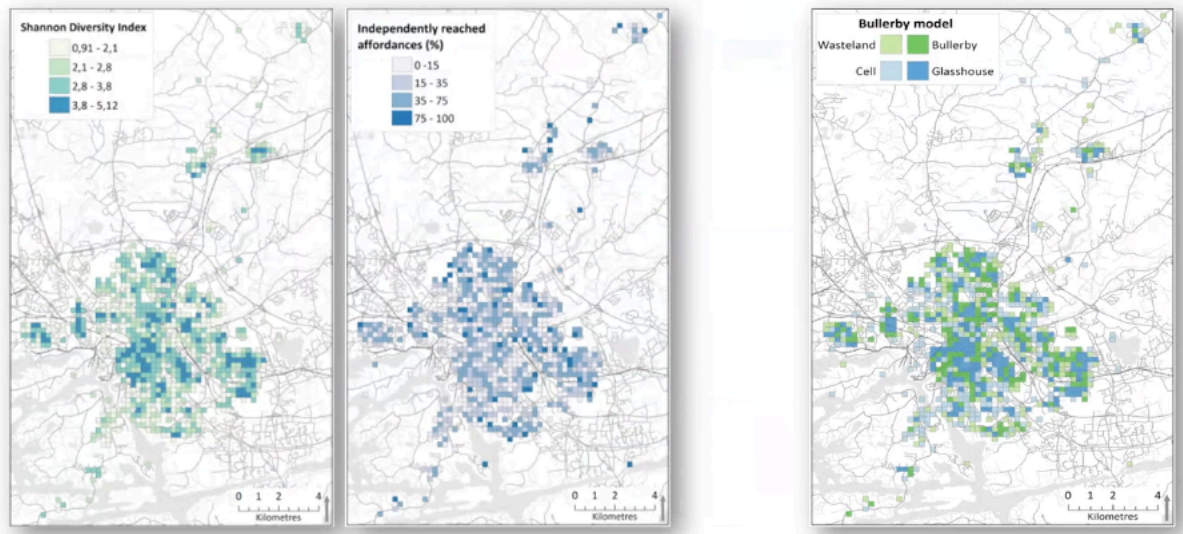 Shannon Diversity Index
0,91 - 2,1
2,1 - 2,8
2,8 - 3,8
3,8 - 5,12
0 1 2 4
Kilometres
Independently reached
affordances (%)
0 -15
15 - 35
35 - 75
75 - 100
0 1 2 4
Kilometres
Bullerby model
Wasteland Bullerby
Cell Glasshouse
0 1 2 4
Kilometres